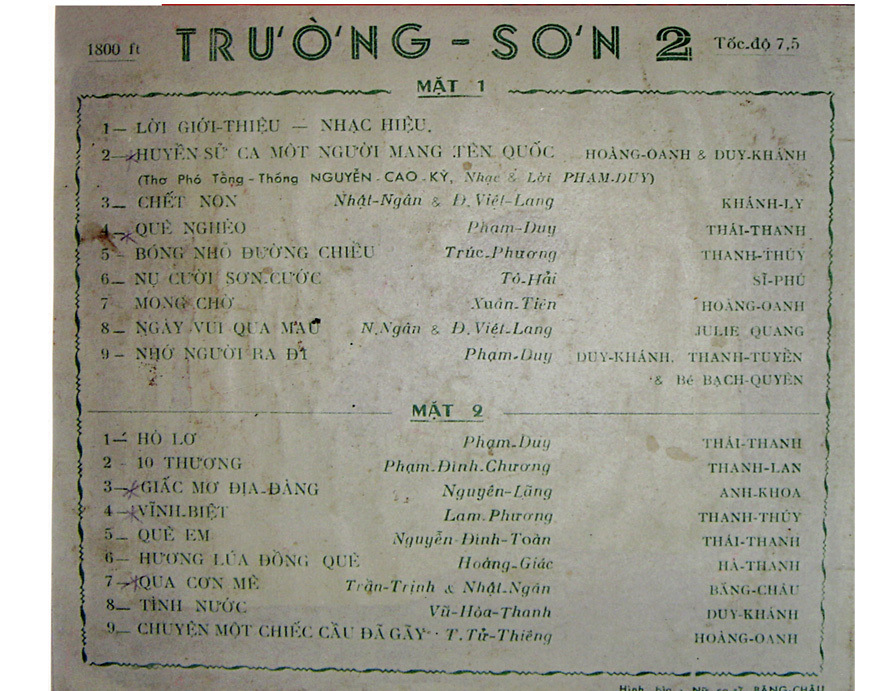 1800 ft TRƯỜNG - SƠN 2 Tốc-độ 7,5
MẶT 1
1— LỜI GIỚI-THIỆU — NHẠC HIỆU.
2— HUYỀN SỬ CA MỘT NGƯỜI MANG TÊN QUỐC HOÀNG-OANH & DUY-KHÁNH
(Thơ Phó Tổng-Thống NGUYỄN-CAO-KỲ, Nhạc & Lời PHẠM-DUY)
3— CHẾT NON Nhật-Ngân & Đ.Việt-Lang KHÁNH-LY
4— QUÊ NGHÈO Phạm-Duy THÁI-THANH
5- BÓNG NHỎ ĐƯỜNG CHIỀU Trúc-Phương THANH-THÚY
6— NỤ CƯỜI SƠN-CƯỚC Tô-Hải SĨ-PHÚ
7 MONG CHỜ Xuân-Tiên HOÀNG-OANH
8— NGÀY VUI QUA MAU N.Ngân & Đ.Việt-Lang JULIE QUANG
9— NHỚ NGƯỜI RA ĐI Phạm-Duy DUY-KHÁNH, THANH-TUYỀN
& Bé BẠCH-QUYÊN
MẶT 2
1— HÒ LƠ Phạm-Duy THÁI-THANH
2 - 10 THƯƠNG Phạm-Đình-Chương THANH-LAN
3— GIẤC MƠ ĐỊA-ĐÀNG Nguyên-Lãng ANH-KHOA
4— VĨNH-BIỆT Lam-Phương THANH-THÚY
5— QUÊ EM Nguyễn Đình-Toàn THÁI-THANH
6— HƯƠNG LÚA ĐỒNG QUÊ Hoàng-Giác HÀ-THANH
7— QUA CƠN MÊ Trần-Trịnh & Nhật-Ngân BĂNG-CHÂU
8— TÌNH NƯỚC Vũ-Hòa-Thanh DUY-KHÁNH
9— CHUYỆN MỘT CHIẾC CẦU ĐÃ GÃY · T.Từ-Thiêng HOÀNG-OANH
Hình bìa - Nữ ca-sĩ BĂNG-CHÂU